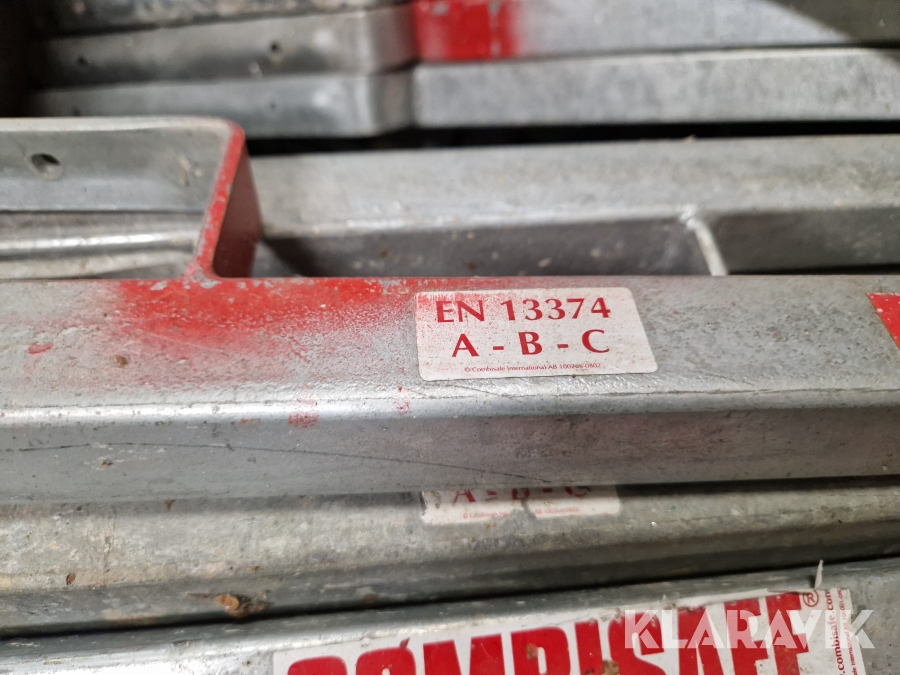 EN 13374
A - B - C
© Combisafe International AB
A - B - C
COMBISAFE®
KLARAVIK